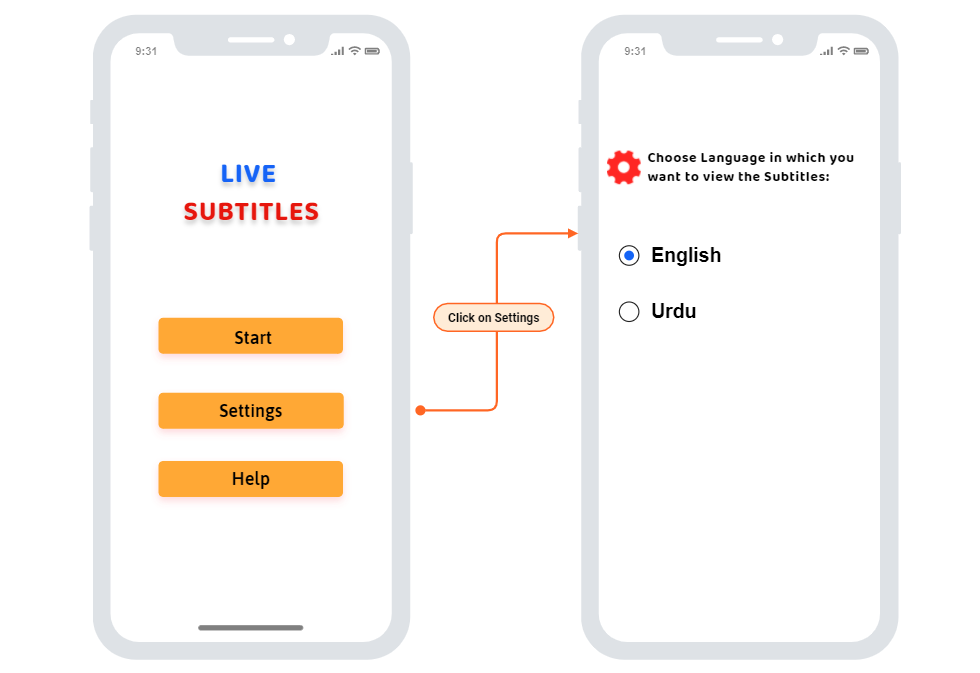 9:31
LIVE
SUBTITLES
Start
Settings
Help
Click on Settings
9:31
Choose Language in which you
want to view the Subtitles:
English
Urdu